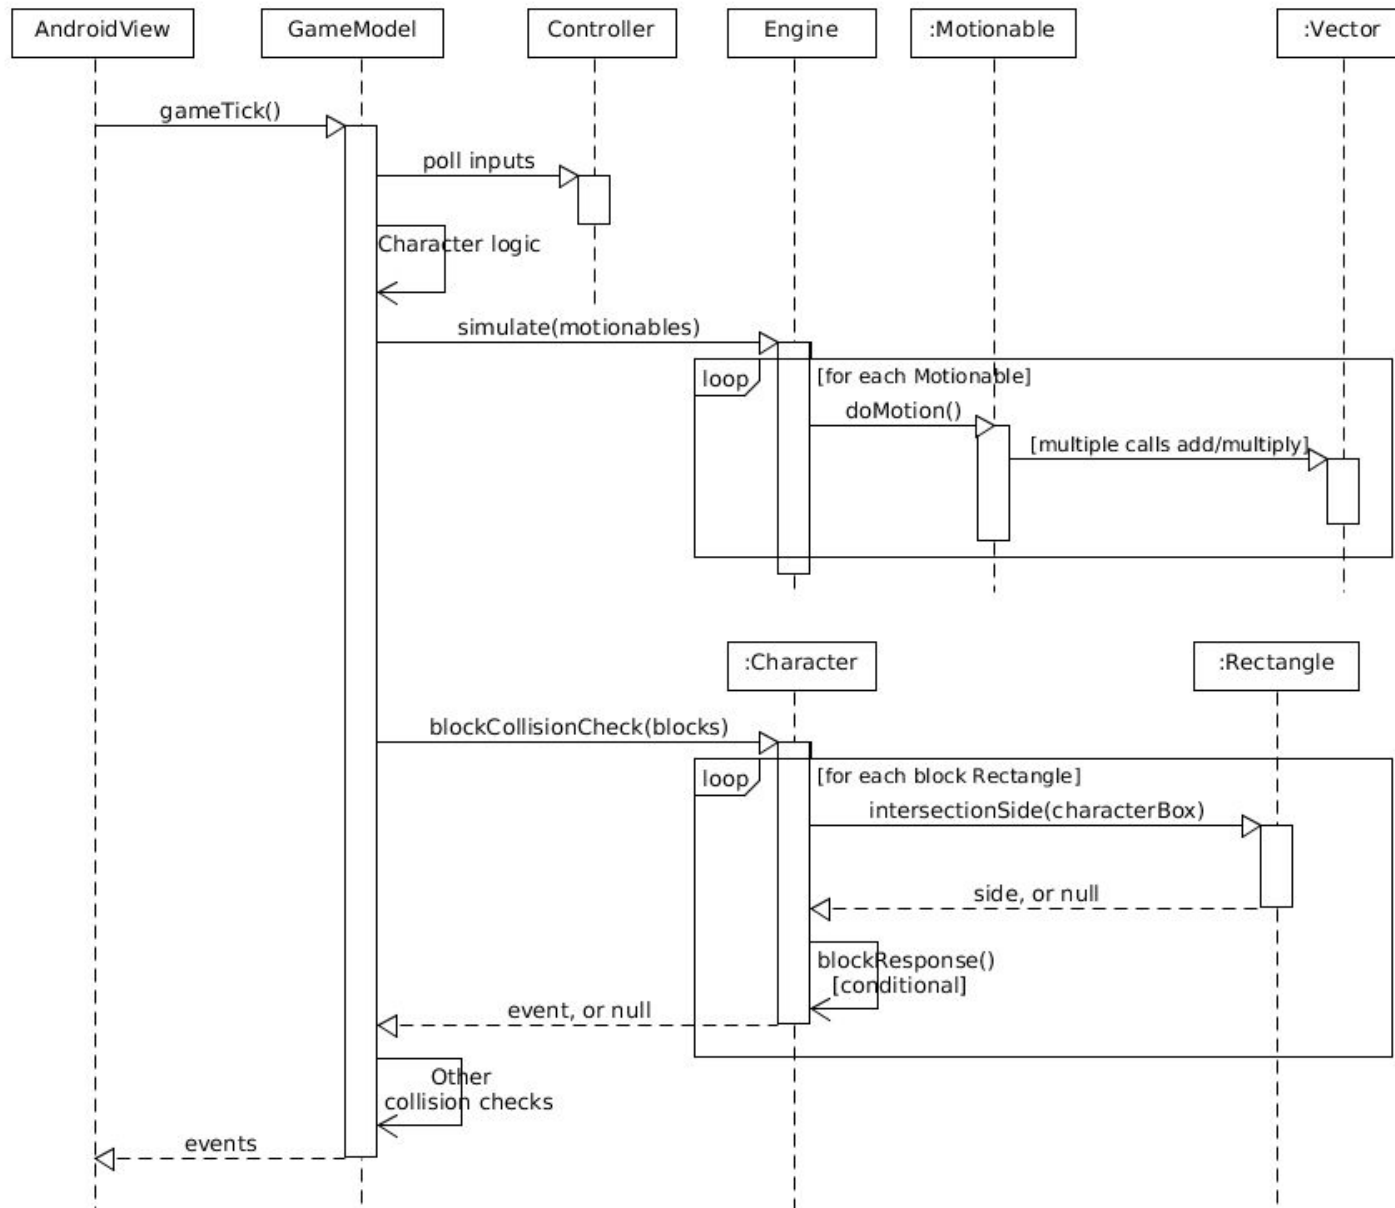 AndroidView
GameModel
Controller
Engine
:Motionable
:Vector
gameTick()
poll inputs
Character logic
simulate(motionables)
loop
[for each Motionable]
doMotion()
[multiple calls add/multiply]
:Character
:Rectangle
blockCollisionCheck(blocks)
loop
[for each block Rectangle]
intersectionSide(characterBox)
side, or null
blockResponse()
[conditional]
event, or null
Other
collision checks
events